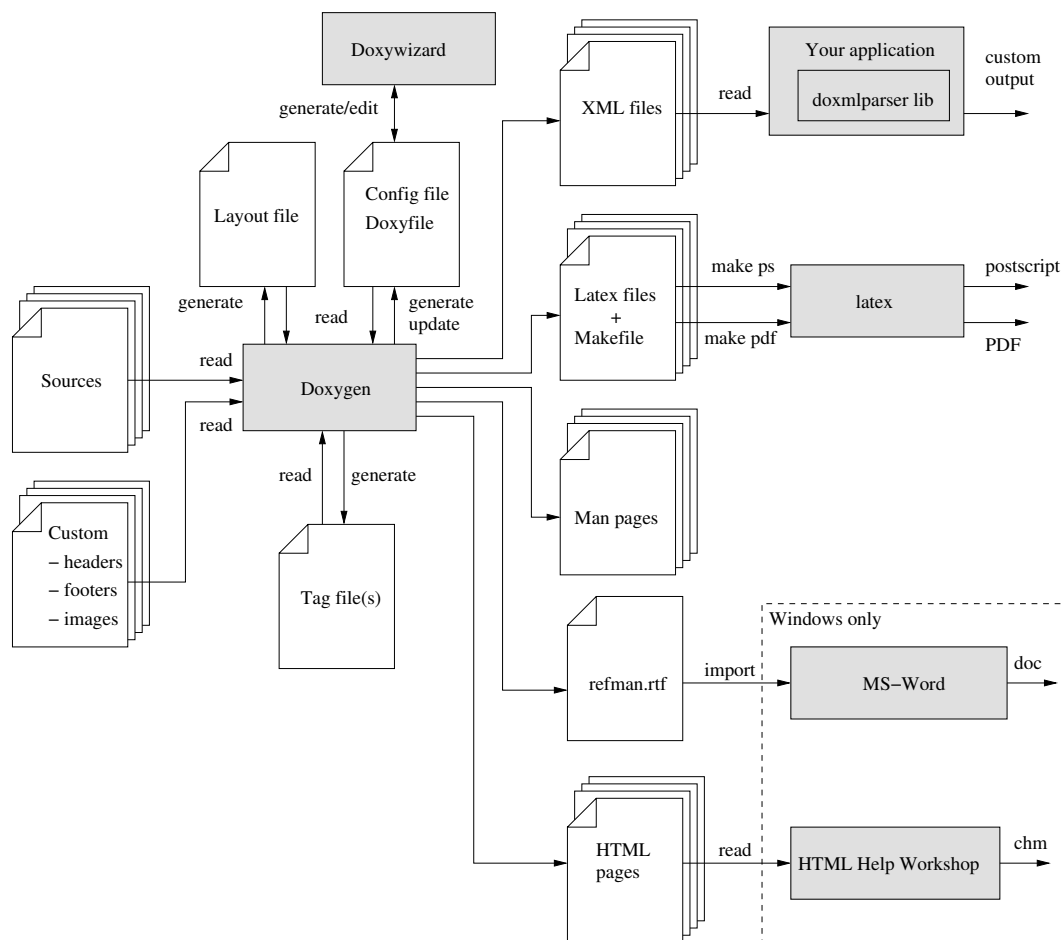 Doxywizard
generate/edit
Layout file
Config file
Doxyfile
generate
read
generate
update
Sources
read
Doxygen
read
Custom
− headers
− footers
− images
read
generate
Tag file(s)
XML files
read
Your application
doxmlparser lib
custom
output
Latex files
+
Makefile
make ps
make pdf
latex
postscript
PDF
Man pages
refman.rtf
import
Windows only
MS−Word
doc
HTML
pages
read
HTML Help Workshop
chm